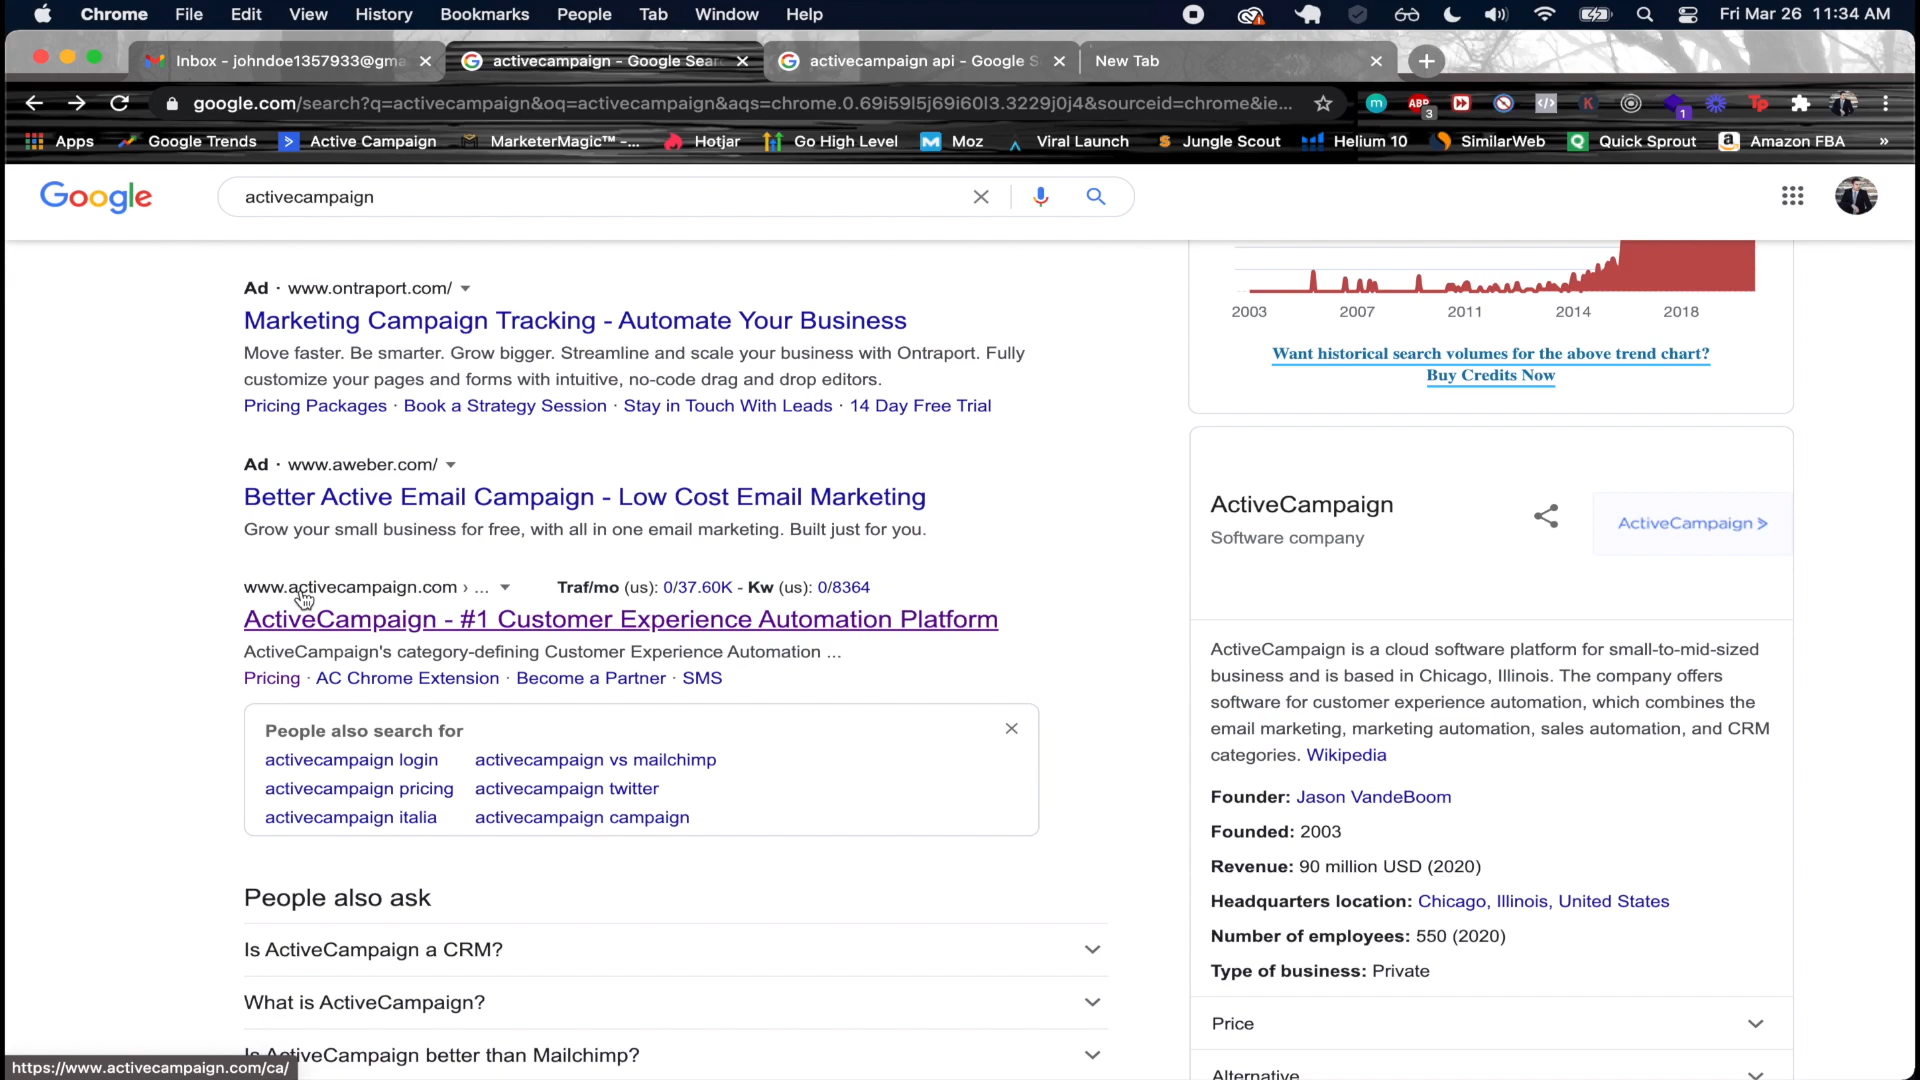 Chrome File Edit View History Bookmarks People Tab Window Help Fri Mar 26 11:34 AM
Inbox - johndoe1357933@gma activecampaign - Google Sear activecampaign api - Google S New Tab
google.com/search?q=activecampaign&oq=activecampaign&aqs=chrome.0.69i59l5j69i60l3.3229j0j4&sourceid=chrome&ie... m ABP 3 K 1 Tp
Apps Google Trends Active Campaign MarketerMagic™ -... Hotjar Go High Level Moz Viral Launch Jungle Scout Helium 10 SimilarWeb Quick Sprout Amazon FBA »
Google activecampaign
Ad · www.ontraport.com/
Marketing Campaign Tracking - Automate Your Business
Move faster. Be smarter. Grow bigger. Streamline and scale your business with Ontraport. Fully
customize your pages and forms with intuitive, no-code drag and drop editors.
Pricing Packages · Book a Strategy Session · Stay in Touch With Leads · 14 Day Free Trial
Ad · www.aweber.com/
Better Active Email Campaign - Low Cost Email Marketing
Grow your small business for free, with all in one email marketing. Built just for you.
www.activecampaign.com › ... Traf/mo (us): 0/37.60K - Kw (us): 0/8364
ActiveCampaign - #1 Customer Experience Automation Platform
ActiveCampaign's category-defining Customer Experience Automation ...
Pricing · AC Chrome Extension · Become a Partner · SMS
People also search for
activecampaign login activecampaign vs mailchimp
activecampaign pricing activecampaign twitter
activecampaign italia activecampaign campaign
People also ask
Is ActiveCampaign a CRM?
What is ActiveCampaign?
Is ActiveCampaign better than Mailchimp?
https://www.activecampaign.com/ca/
2003 2007 2011 2014 2018
Want historical search volumes for the above trend chart?
Buy Credits Now
ActiveCampaign
Software company
ActiveCampaign >
ActiveCampaign is a cloud software platform for small-to-mid-sized
business and is based in Chicago, Illinois. The company offers
software for customer experience automation, which combines the
email marketing, marketing automation, sales automation, and CRM
categories. Wikipedia
Founder: Jason VandeBoom
Founded: 2003
Revenue: 90 million USD (2020)
Headquarters location: Chicago, Illinois, United States
Number of employees: 550 (2020)
Type of business: Private
Price
Alternative